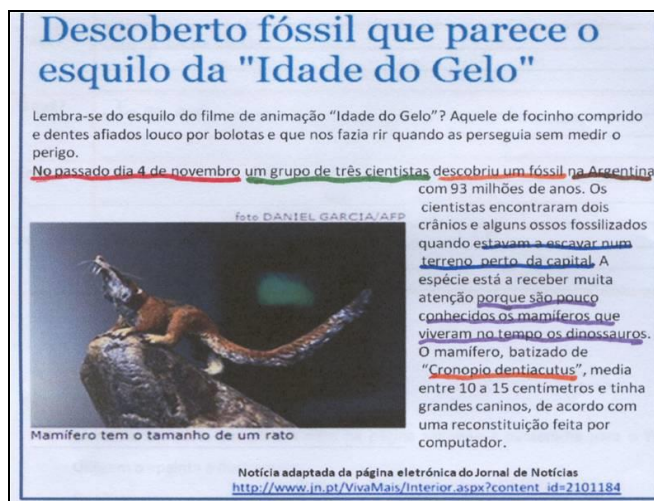 Descoberto fóssil que parece o
esquilo da "Idade do Gelo"
Lembra-se do esquilo do filme de animação "Idade do Gelo"? Aquele de focinho comprido
e dentes afiados louco por bolotas e que nos fazia rir quando as perseguia sem medir o
perigo.
No passado dia 4 de novembro um grupo de três cientistas descobriu um fóssil na Argentina
com 93 milhões de anos. Os
cientistas encontraram dois
crânios e alguns ossos fossilizados
quando estavam a escavar num
terreno perto da capital. A
espécie está a receber muita
atenção porque são pouco
conhecidos os mamíferos que
viveram no tempo os dinossauros.
O mamífero, batizado de
"Cronopio dentiacutus", media
entre 10 a 15 centímetros e tinha
grandes caninos, de acordo com
uma reconstituição feita por
computador.
foto DANIEL GARCIA/AFP
Mamífero tem o tamanho de um rato
Notícia adaptada da página eletrónica do Jornal de Notícias
http://www.jn.pt/VivaMais/Interior.aspx?content_id=2101184